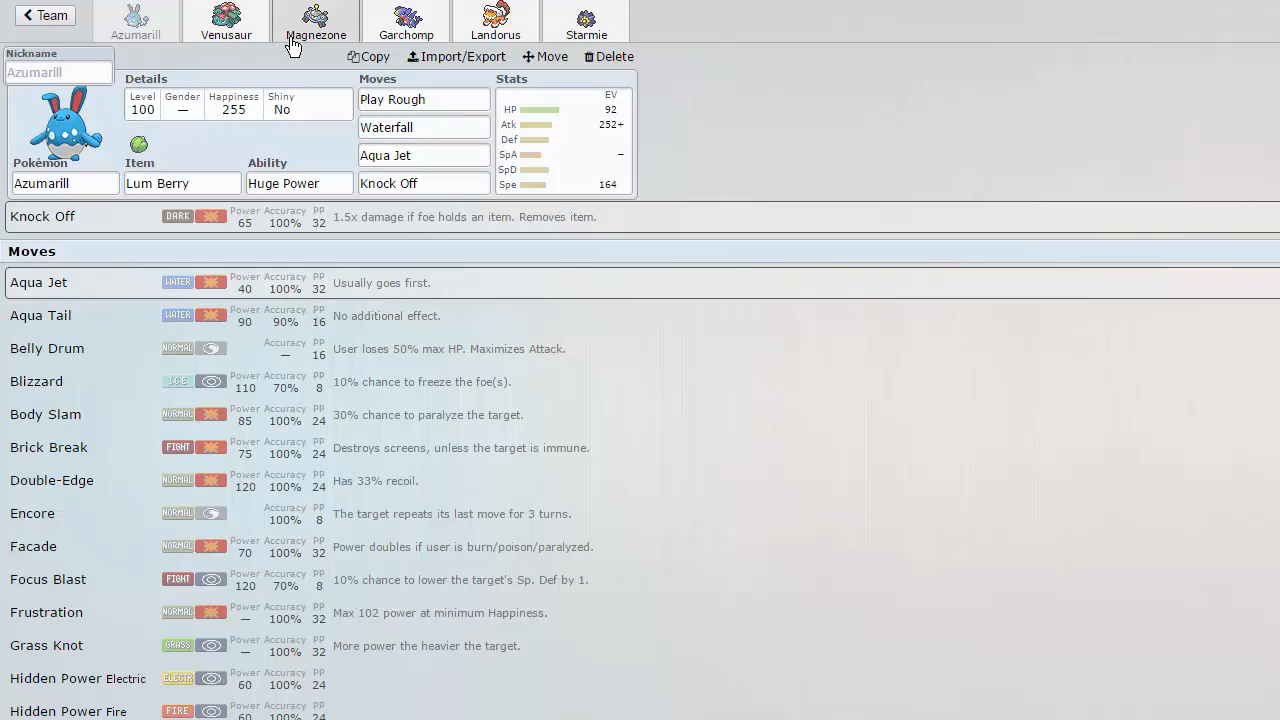 Team
Azumarill Venusaur Magnezone Garchomp Landorus Starmie
Nickname
Azumarill
Copy Import/Export Move Delete
Details
Level Gender Happiness Shiny
100 — 255 No
Pokémon
Azumarill
Item
Lum Berry
Ability
Huge Power
Moves
Play Rough
Waterfall
Aqua Jet
Knock Off
Stats
EV
HP 92
Atk 252+
Def
SpA –
SpD
Spe 164
Knock Off DARK Power 65 Accuracy 100% PP 32 1.5x damage if foe holds an item. Removes item.
Moves
Aqua Jet WATER Power 40 Accuracy 100% PP 32 Usually goes first.
Aqua Tail WATER Power 90 Accuracy 90% PP 16 No additional effect.
Belly Drum NORMAL Accuracy — PP 16 User loses 50% max HP. Maximizes Attack.
Blizzard ICE Power 110 Accuracy 70% PP 8 10% chance to freeze the foe(s).
Body Slam NORMAL Power 85 Accuracy 100% PP 24 30% chance to paralyze the target.
Brick Break FIGHT Power 75 Accuracy 100% PP 24 Destroys screens, unless the target is immune.
Double-Edge NORMAL Power 120 Accuracy 100% PP 24 Has 33% recoil.
Encore NORMAL Accuracy 100% PP 8 The target repeats its last move for 3 turns.
Facade NORMAL Power 70 Accuracy 100% PP 32 Power doubles if user is burn/poison/paralyzed.
Focus Blast FIGHT Power 120 Accuracy 70% PP 8 10% chance to lower the target's Sp. Def by 1.
Frustration NORMAL Power — Accuracy 100% PP 32 Max 102 power at minimum Happiness.
Grass Knot GRASS Power — Accuracy 100% PP 32 More power the heavier the target.
Hidden Power Electric ELECTR Power 60 Accuracy 100% PP 24
Hidden Power Fire FIRE Power 60 Accuracy 100% PP 24